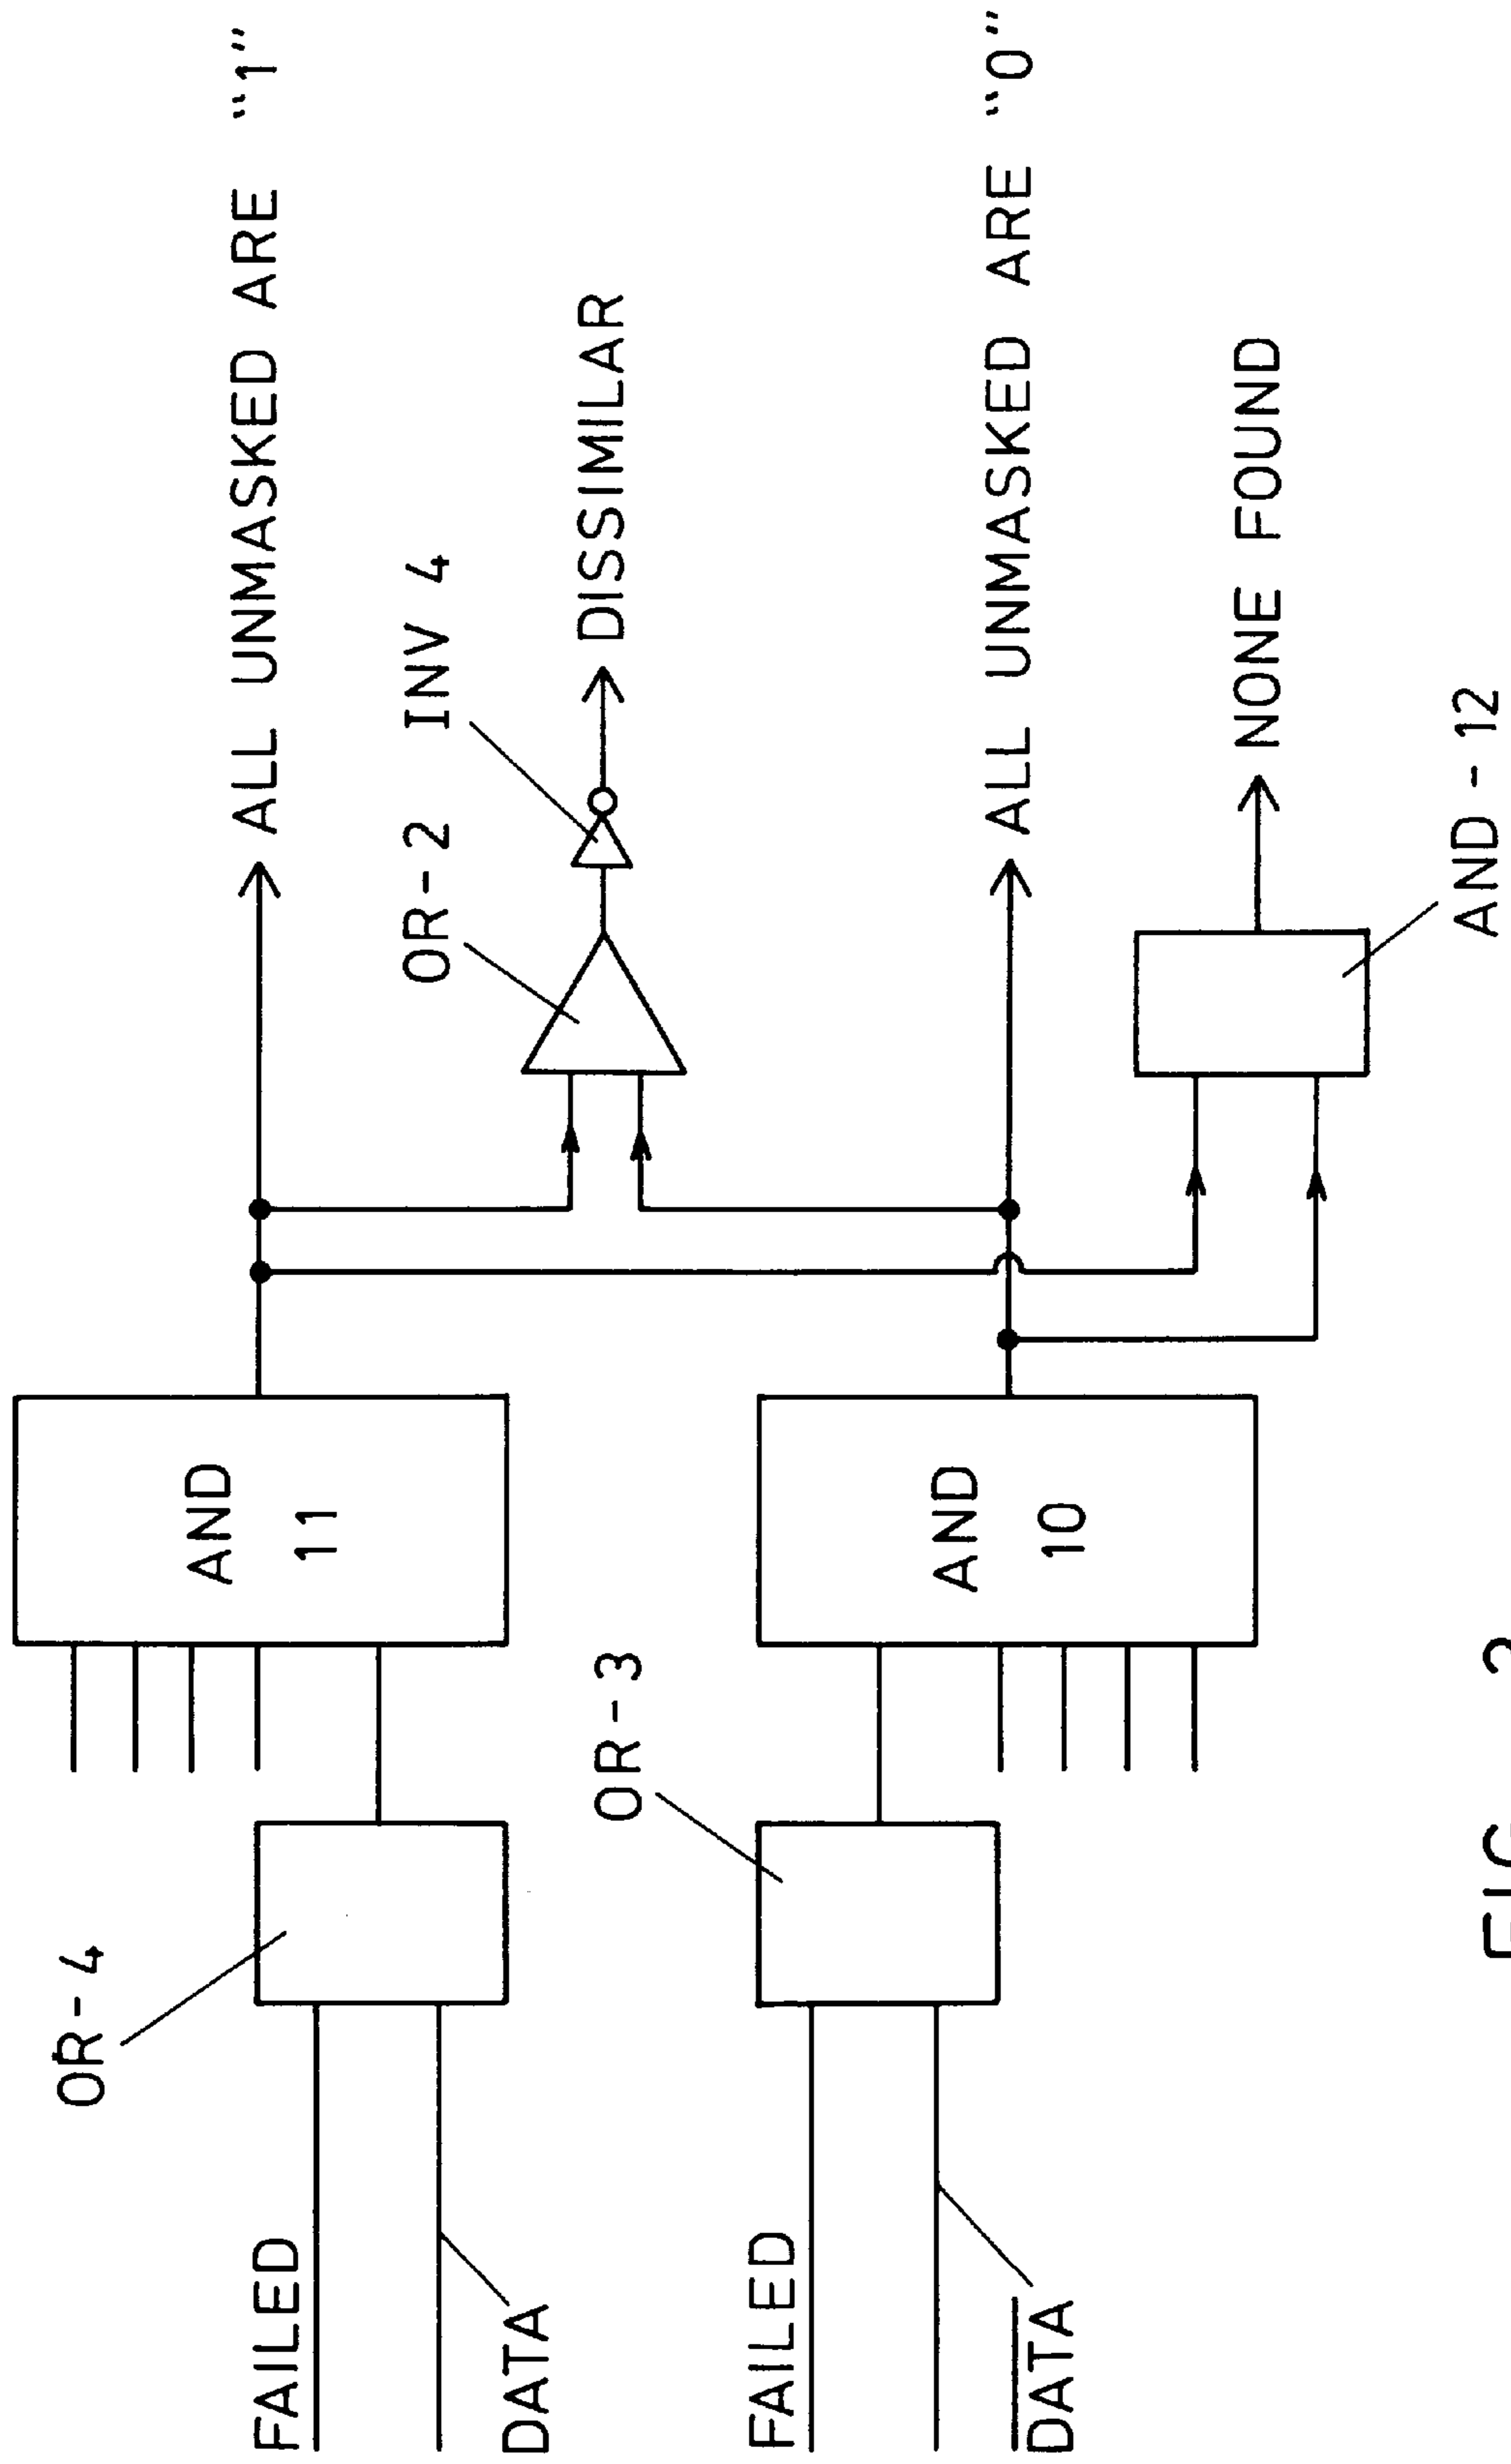 OR-4
FAILED
AND
11
ALL UNMASKED ARE "1"
OR-2
INV 4
DATA
DISSIMILAR
OR-3
FAILED
AND
10
ALL UNMASKED ARE "0"
D̅A̅T̅A̅
NONE FOUND
AND-12
FIG